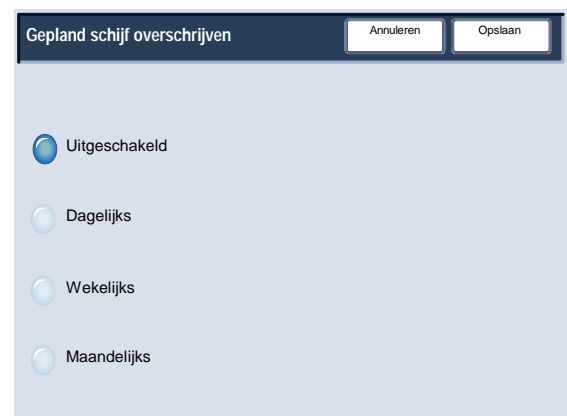 Gepland schijf overschrijven Annuleren Opslaan
Uitgeschakeld
Dagelijks
Wekelijks
Maandelijks